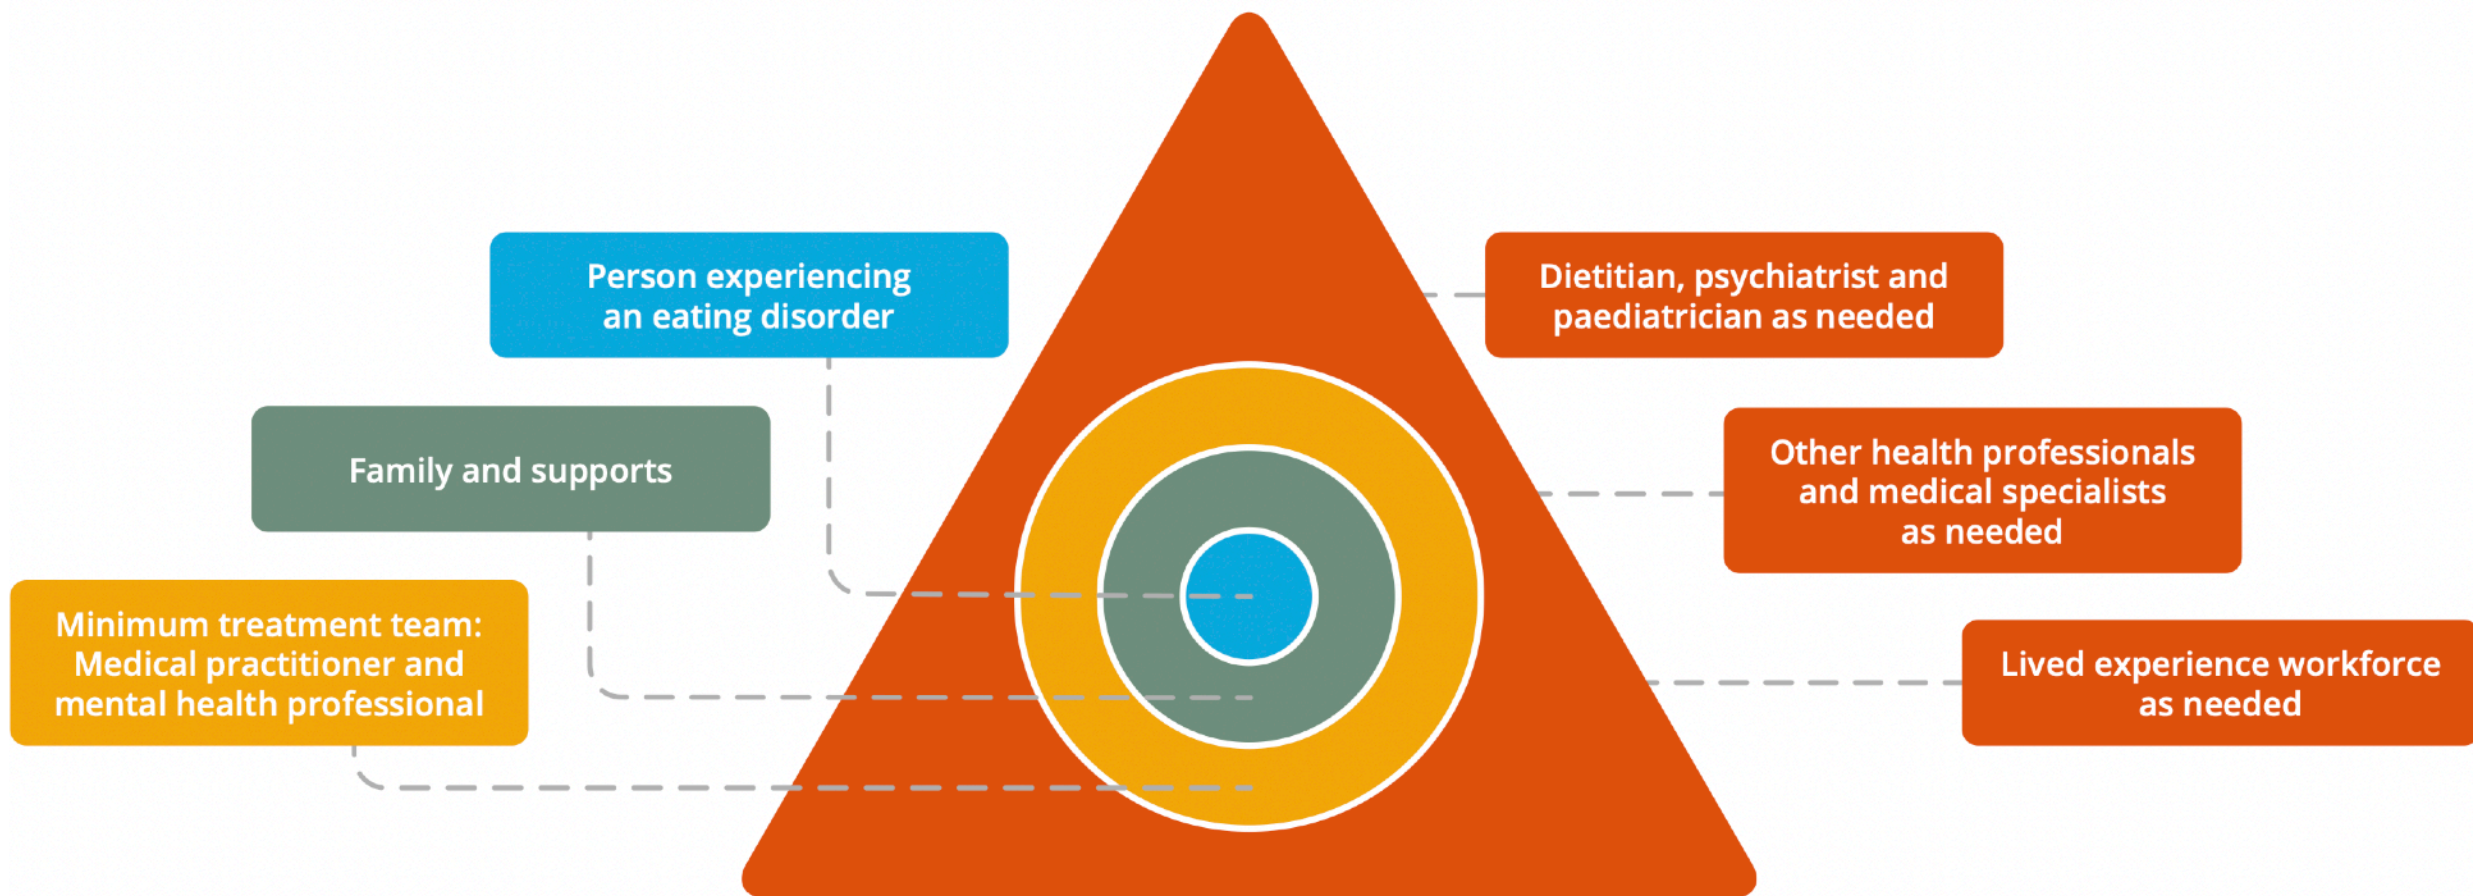 Person experiencing
an eating disorder
Family and supports
Minimum treatment team:
Medical practitioner and
mental health professional
Dietitian, psychiatrist and
paediatrician as needed
Other health professionals
and medical specialists
as needed
Lived experience workforce
as needed